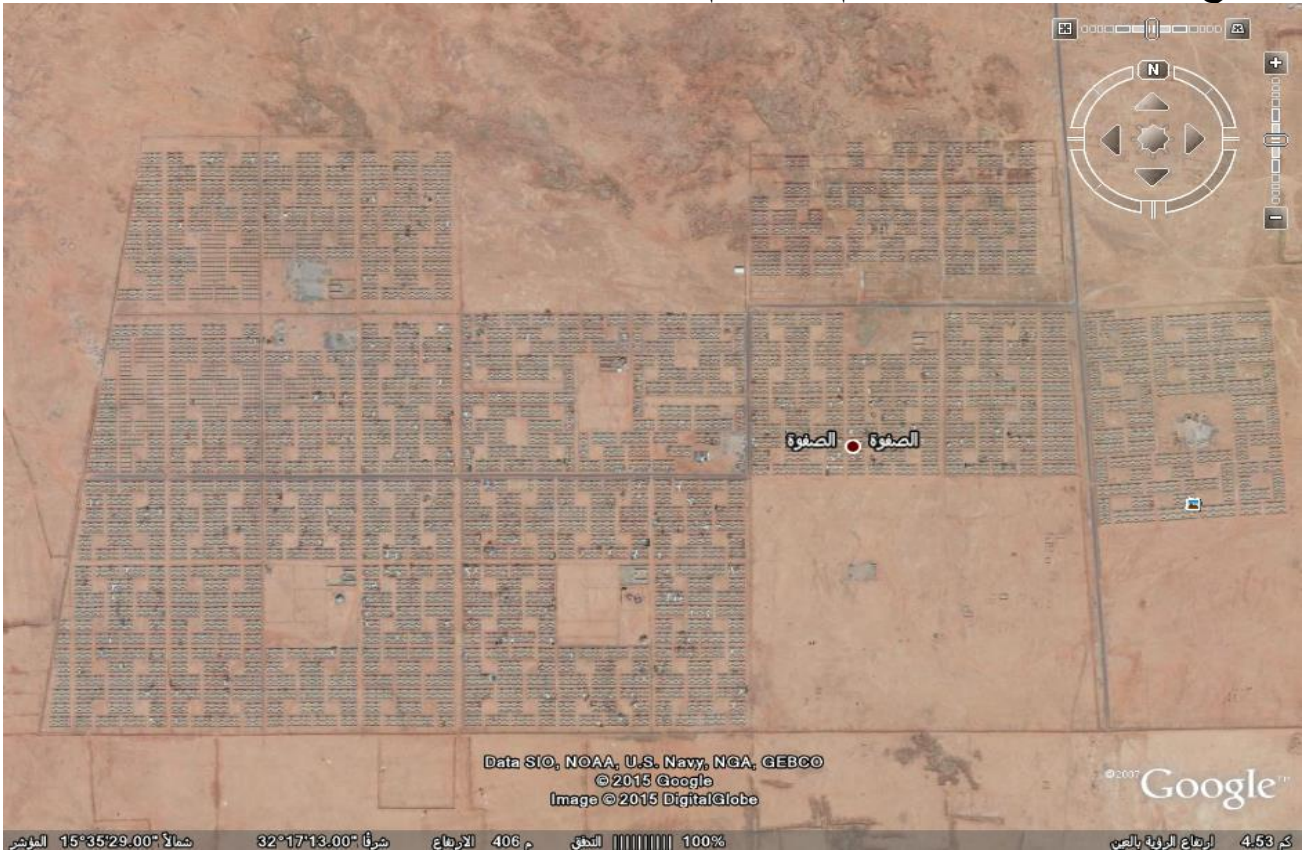 N
الصفوة الصفوة
Data SIO, NOAA, U.S. Navy, NGA, GEBCO
© 2015 Google
Image © 2015 DigitalGlobe
©2007 Google™
المؤشر 15°35'29.00" شمالاً 32°17'13.00" شرقًا الارتفاع 406 م التدفق 100% ارتفاع الرؤية بالعين 4.53 كم